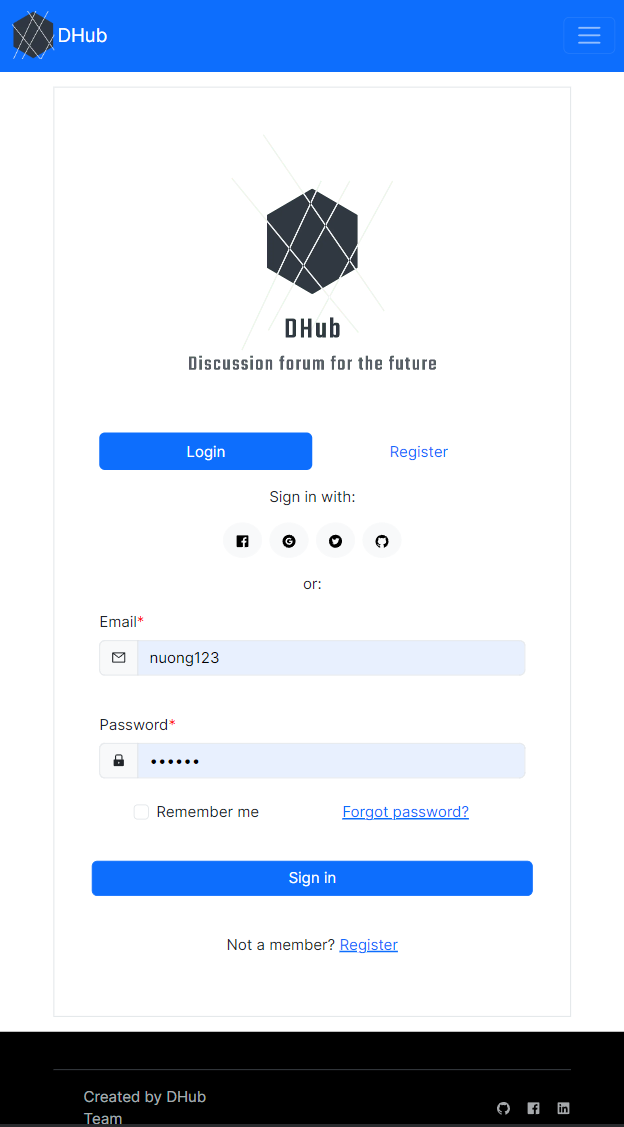 DHub
DHub
Discussion forum for the future
Login Register
Sign in with:
or:
Email*
nuong123
Password*
••••••
Remember me Forgot password?
Sign in
Not a member? Register
Created by DHub
Team